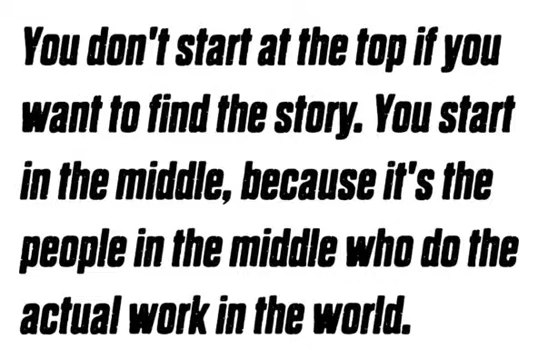 You don't start at the top if you
want to find the story. You start
in the middle, because it's the
people in the middle who do the
actual work in the world.